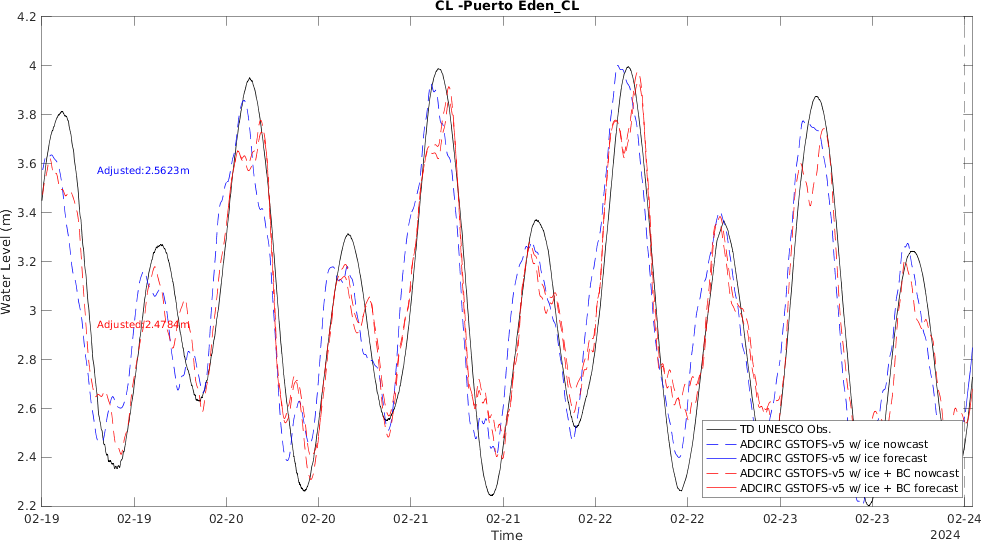 CL -Puerto Eden_CL
Water Level (m)
4.2
4
3.8
3.6
3.4
3.2
3
2.8
2.6
2.4
2.2
Adjusted:2.5623m
Adjusted:2.4784m
TD UNESCO Obs.
ADCIRC GSTOFS-v5 w/ ice nowcast
ADCIRC GSTOFS-v5 w/ ice forecast
ADCIRC GSTOFS-v5 w/ ice + BC nowcast
ADCIRC GSTOFS-v5 w/ ice + BC forecast
02-19 02-19 02-20 02-20 02-21 02-21 02-22 02-22 02-23 02-23 02-24
Time
2024